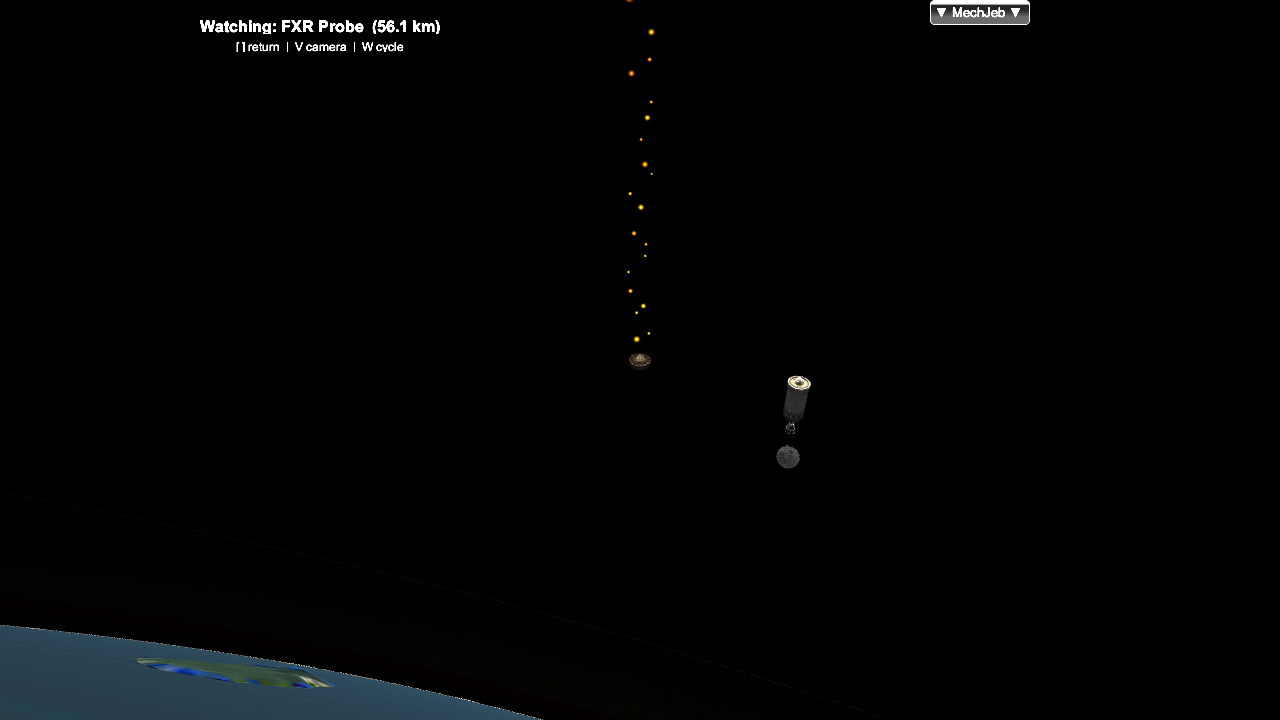 Watching: FXR Probe (56.1 km)
[ ] return | V camera | W cycle
▼ MechJeb ▼